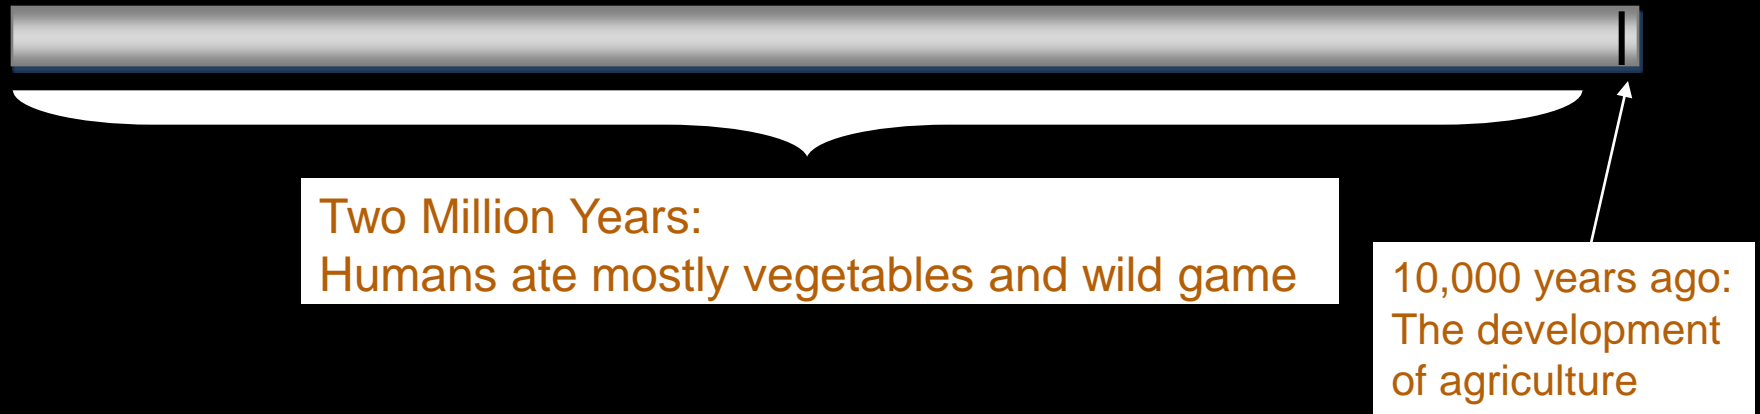 Two Million Years:
Humans ate mostly vegetables and wild game
10,000 years ago:
The development
of agriculture